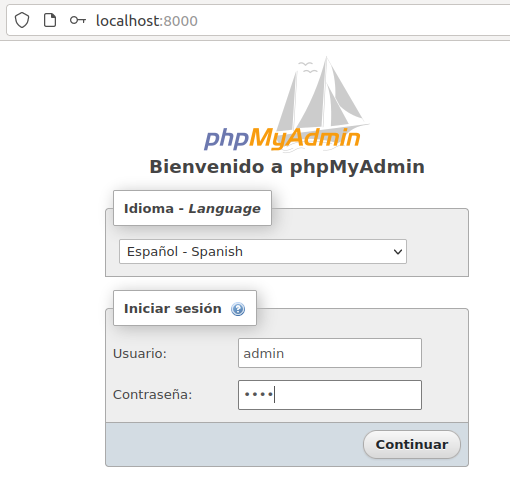 localhost:8000
phpMyAdmin
Bienvenido a phpMyAdmin
Idioma - Language
Español - Spanish
Iniciar sesión
Usuario:
admin
Contraseña:
••••
Continuar